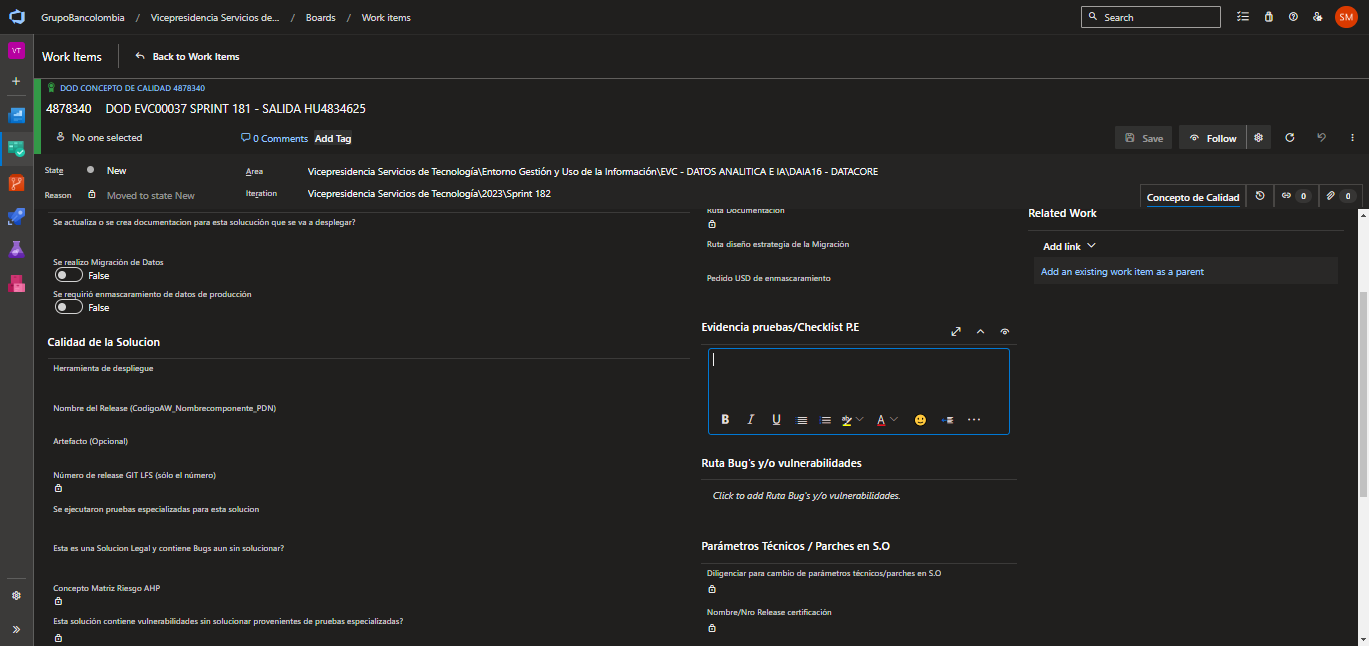 GrupoBancolombia / Vicepresidencia Servicios de... / Boards / Work items
Search
SM
VT
Work Items
Back to Work Items
DOD CONCEPTO DE CALIDAD 4878340
4878340 DOD EVC00037 SPRINT 181 - SALIDA HU4834625
No one selected
0 Comments
Add Tag
Save
Follow
State
New
Area
Vicepresidencia Servicios de Tecnología\Entorno Gestión y Uso de la Información\EVC - DATOS ANALITICA E IA\DAIA16 - DATACORE
Reason
Moved to state New
Iteration
Vicepresidencia Servicios de Tecnología\2023\Sprint 182
Concepto de Calidad
0
0
Se actualiza o se crea documentacion para esta solucución que se va a desplegar?
Se realizo Migración de Datos
False
Se requirió enmascaramiento de datos de producción
False
Calidad de la Solucion
Herramienta de despliegue
Nombre del Release (CodigoAW_Nombrecomponente_PDN)
Artefacto (Opcional)
Número de release GIT LFS (sólo el número)
Se ejecutaron pruebas especializadas para esta solucion
Esta es una Solucion Legal y contiene Bugs aun sin solucionar?
Concepto Matriz Riesgo AHP
Esta solución contiene vulnerabilidades sin solucionar provenientes de pruebas especializadas?
Ruta Documentacion
Ruta diseño estrategia de la Migración
Pedido USD de enmascaramiento
Evidencia pruebas/Checklist P.E
B I U A
Ruta Bug's y/o vulnerabilidades
Click to add Ruta Bug's y/o vulnerabilidades.
Parámetros Técnicos / Parches en S.O
Diligenciar para cambio de parámetros técnicos/parches en S.O
Nombre/Nro Release certificación
Related Work
Add link
Add an existing work item as a parent